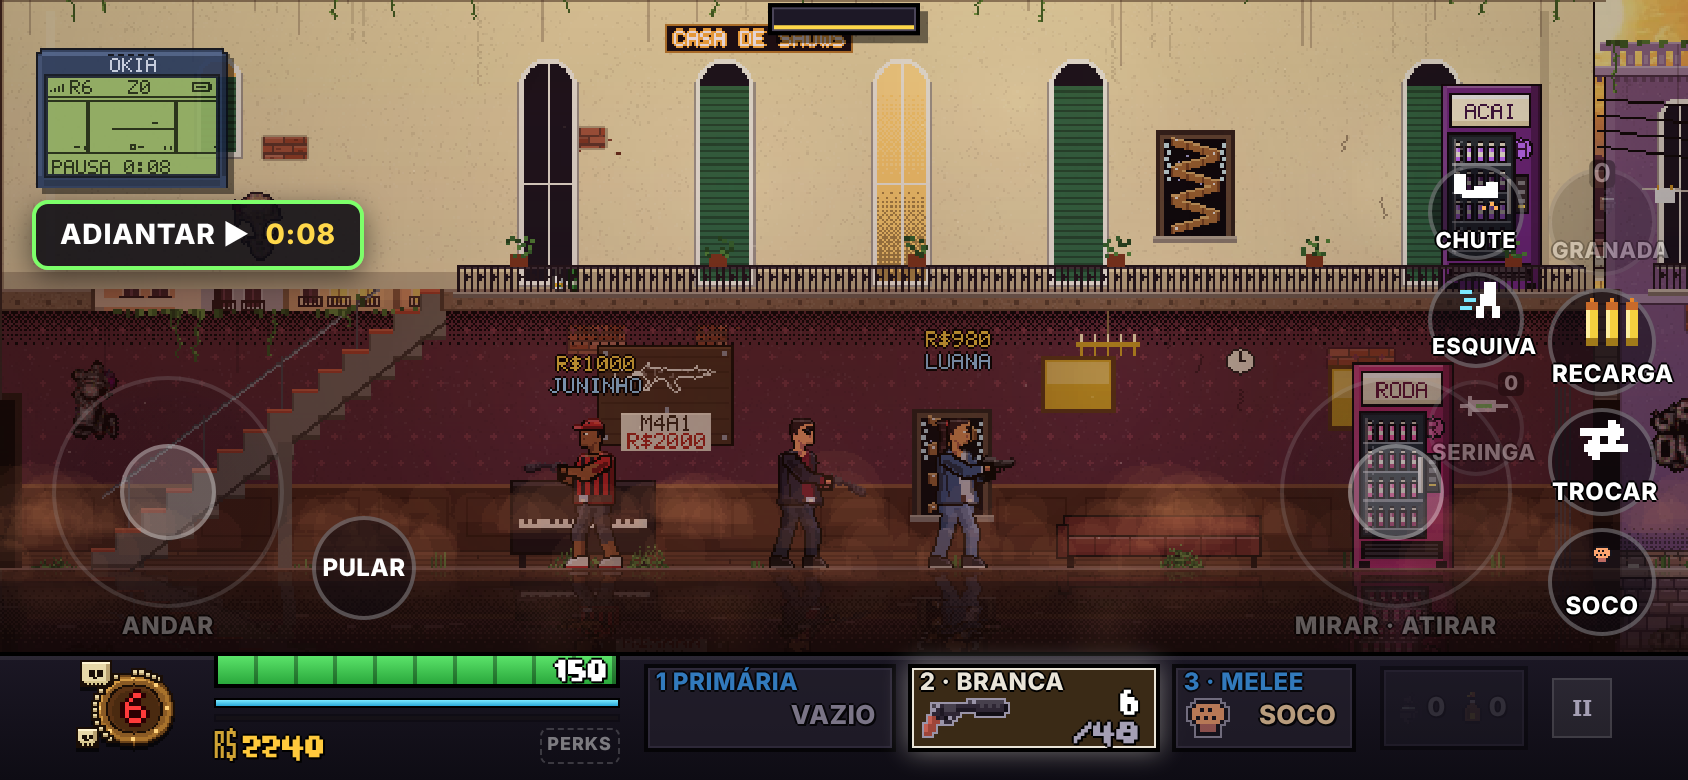 CASA DE SHOWS
OKIA
R6 Z0
PAUSA 0:08
ADIANTAR ▶ 0:08
ACAI
0
CHUTE
GRANADA
ESQUIVA
RECARGA
R$1000
JUNINHO
R$980
LUANA
M4A1
R$2000
RODA
0
SERINGA
TROCAR
PULAR
SOCO
ANDAR
MIRAR · ATIRAR
6
150
R$2240
PERKS
1 PRIMÁRIA
VAZIO
2 · BRANCA
6
/48
3 · MELEE
SOCO
0 0
II